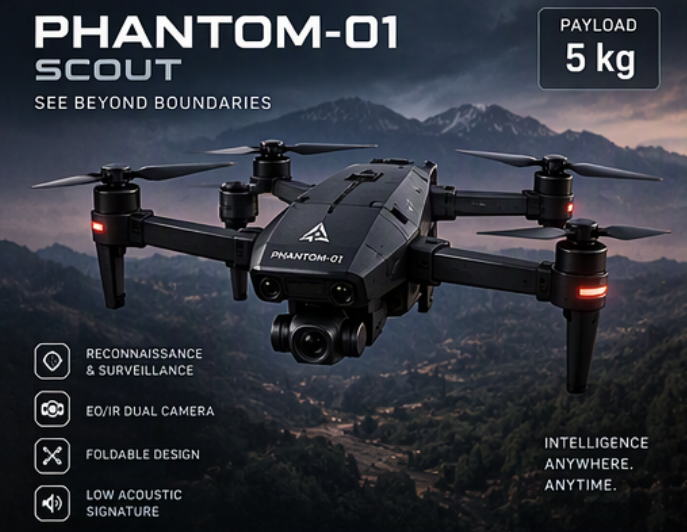 PHANTOM-01
SCOUT
SEE BEYOND BOUNDARIES
PAYLOAD
5 kg
PHANTOM-01
RECONNAISSANCE
& SURVEILLANCE
EO/IR DUAL CAMERA
FOLDABLE DESIGN
LOW ACOUSTIC
SIGNATURE
INTELLIGENCE
ANYWHERE.
ANYTIME.